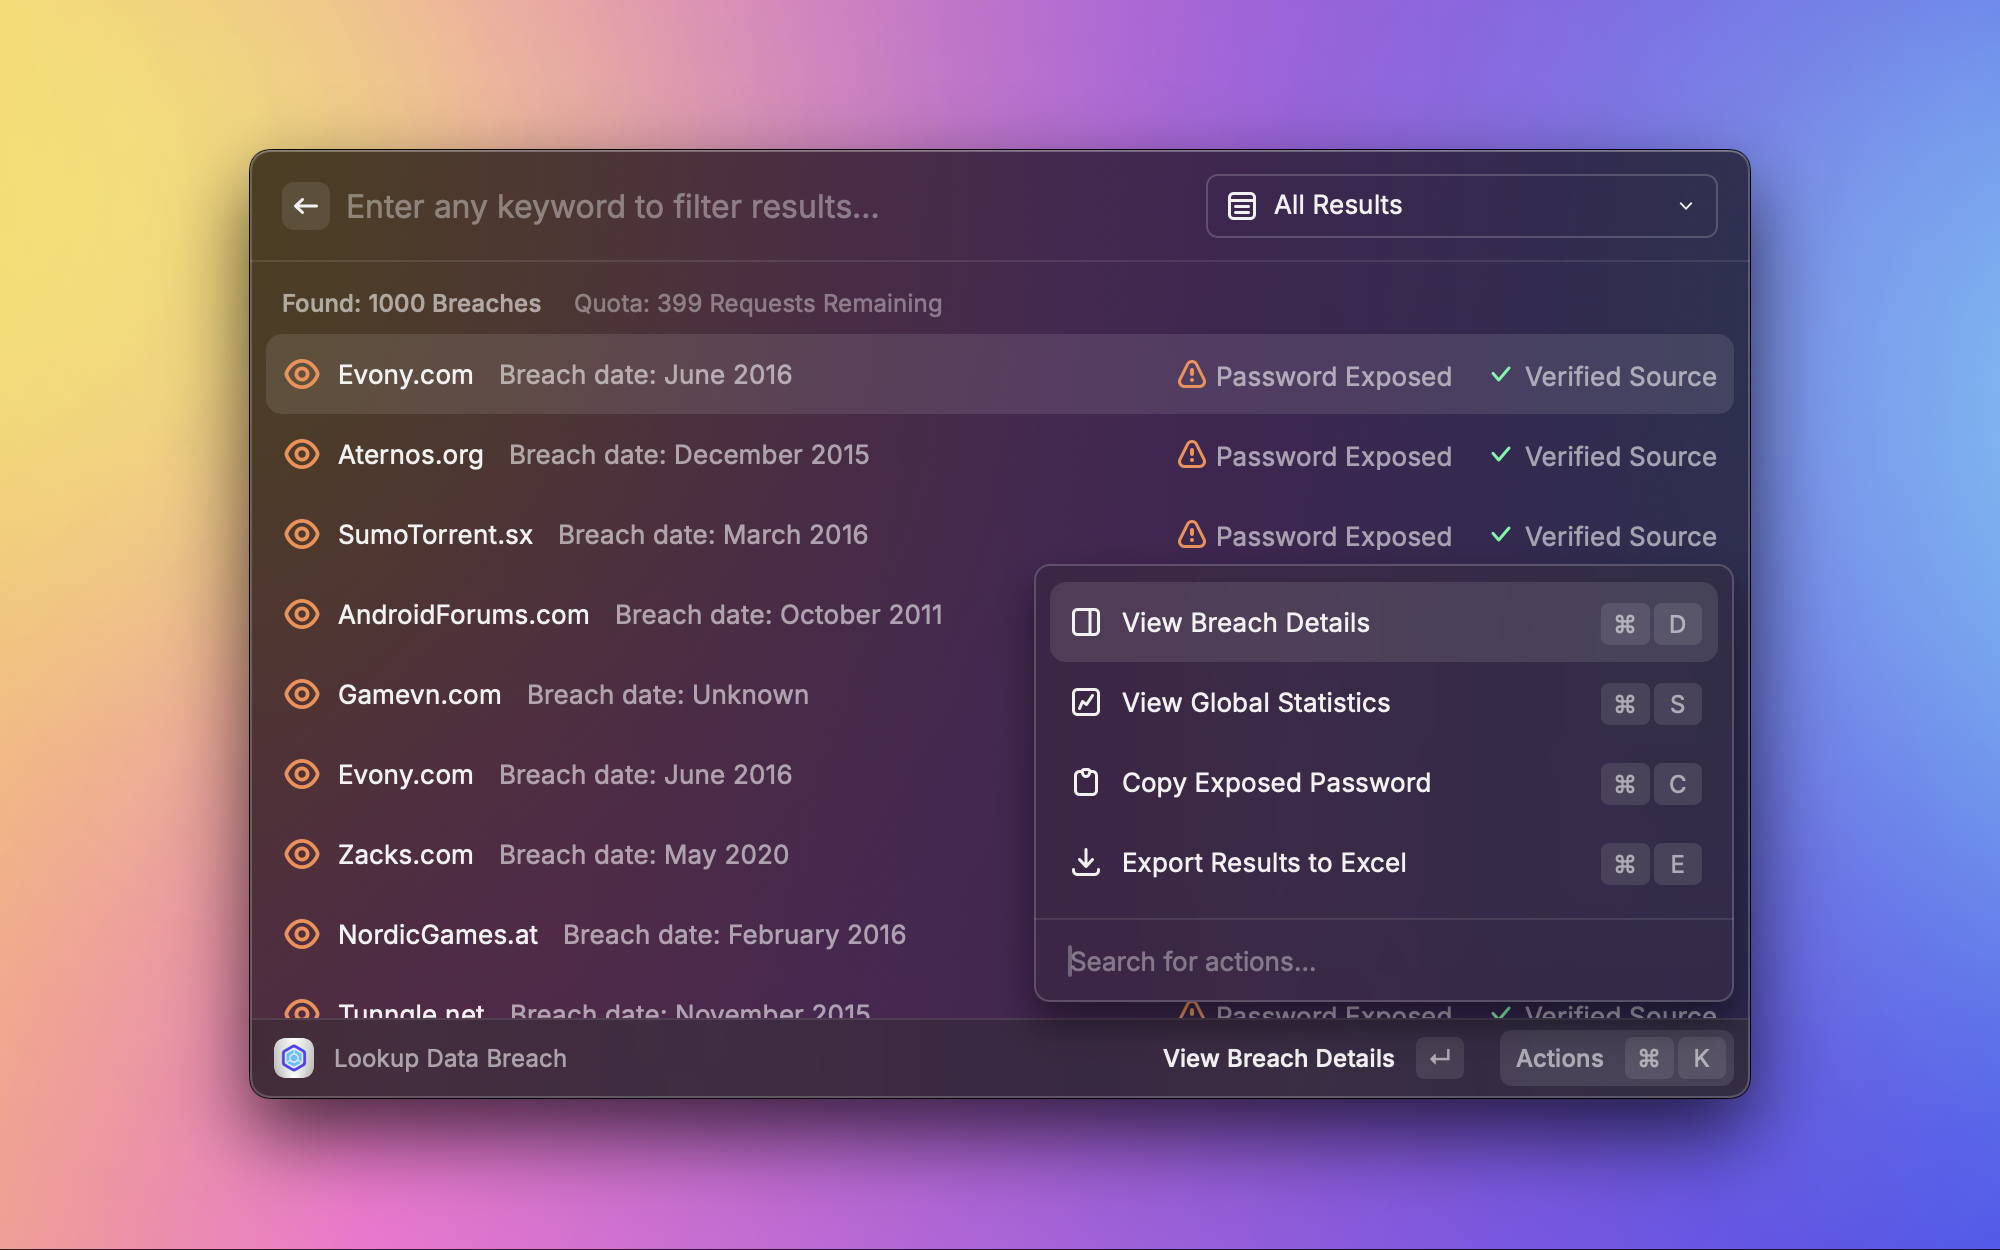 Enter any keyword to filter results...
All Results
Found: 1000 Breaches Quota: 399 Requests Remaining
Evony.com Breach date: June 2016 Password Exposed Verified Source
Aternos.org Breach date: December 2015 Password Exposed Verified Source
SumoTorrent.sx Breach date: March 2016 Password Exposed Verified Source
AndroidForums.com Breach date: October 2011
Gamevn.com Breach date: Unknown
Evony.com Breach date: June 2016
Zacks.com Breach date: May 2020
NordicGames.at Breach date: February 2016
Tunngle.net Breach date: November 2015 Password Exposed Verified Source
View Breach Details ⌘ D
View Global Statistics ⌘ S
Copy Exposed Password ⌘ C
Export Results to Excel ⌘ E
Search for actions...
Lookup Data Breach
View Breach Details ↵
Actions ⌘ K